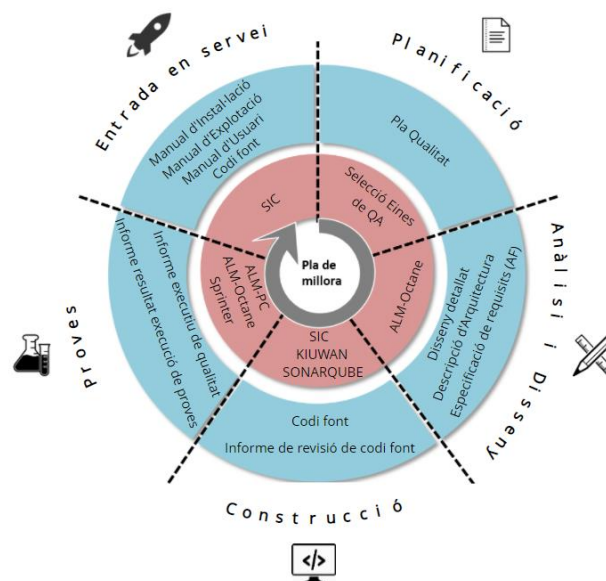 Entrada en servei
Planificació
Anàlisi i Disseny
Construcció
Proves
Manual d'Instal·lació
Manual d'Explotació
Manual d'Usuari
Codi font
Pla Qualitat
Disseny detallat
Descripció d'Arquitectura
Especificació de requisits (AF)
Codi font
Informe de revisió de codi font
Informe executiu de qualitat
Informe resultat execució de proves
SIC
Selecció Eines
de QA
ALM-Octane
SIC
KIUWAN
SONARQUBE
ALM-PC
ALM-Octane
Sprinter
Pla de
millora
</>